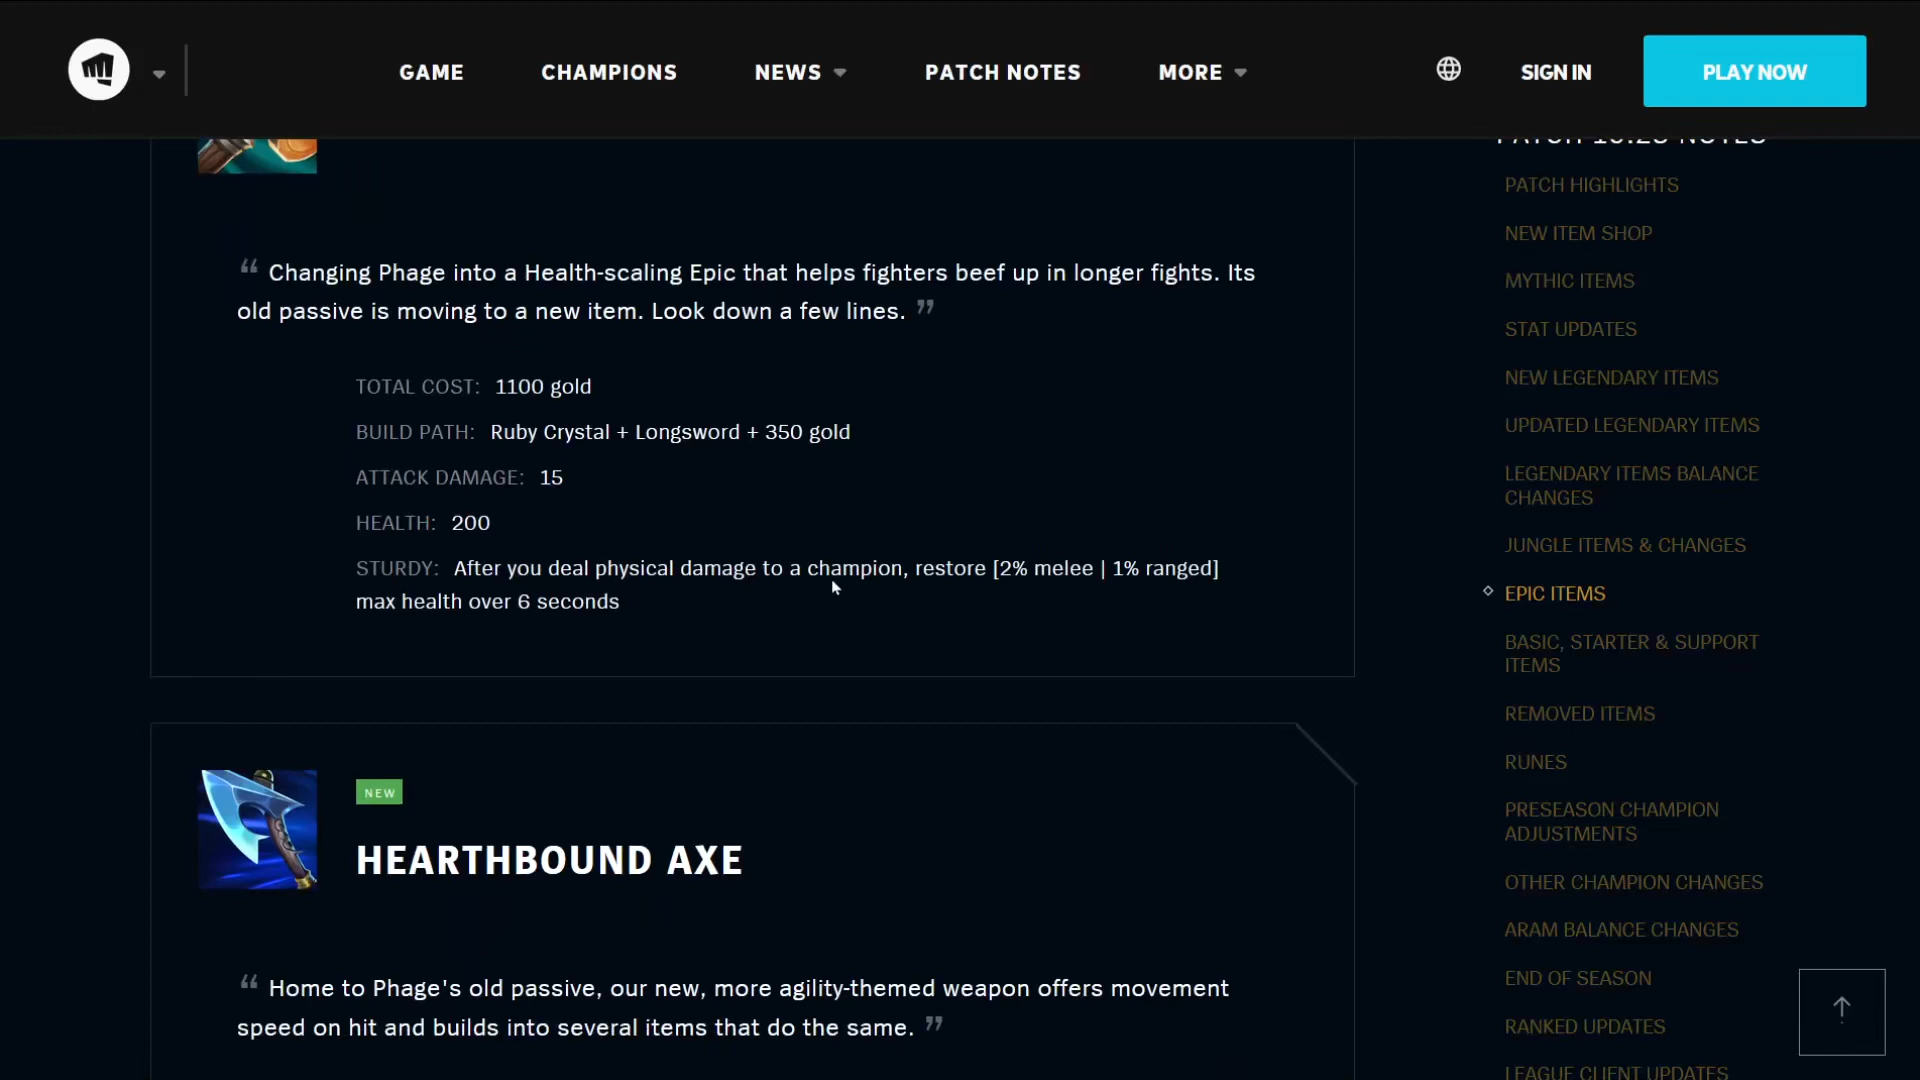 GAME
CHAMPIONS
NEWS
PATCH NOTES
MORE
SIGN IN
PLAY NOW
“ Changing Phage into a Health-scaling Epic that helps fighters beef up in longer fights. Its
old passive is moving to a new item. Look down a few lines. ”
TOTAL COST: 1100 gold
BUILD PATH: Ruby Crystal + Longsword + 350 gold
ATTACK DAMAGE: 15
HEALTH: 200
STURDY: After you deal physical damage to a champion, restore [2% melee | 1% ranged]
max health over 6 seconds
NEW
HEARTHBOUND AXE
“ Home to Phage's old passive, our new, more agility-themed weapon offers movement
speed on hit and builds into several items that do the same. ”
PATCH HIGHLIGHTS
NEW ITEM SHOP
MYTHIC ITEMS
STAT UPDATES
NEW LEGENDARY ITEMS
UPDATED LEGENDARY ITEMS
LEGENDARY ITEMS BALANCE
CHANGES
JUNGLE ITEMS & CHANGES
EPIC ITEMS
BASIC, STARTER & SUPPORT
ITEMS
REMOVED ITEMS
RUNES
PRESEASON CHAMPION
ADJUSTMENTS
OTHER CHAMPION CHANGES
ARAM BALANCE CHANGES
END OF SEASON
RANKED UPDATES
LEAGUE CLIENT UPDATES